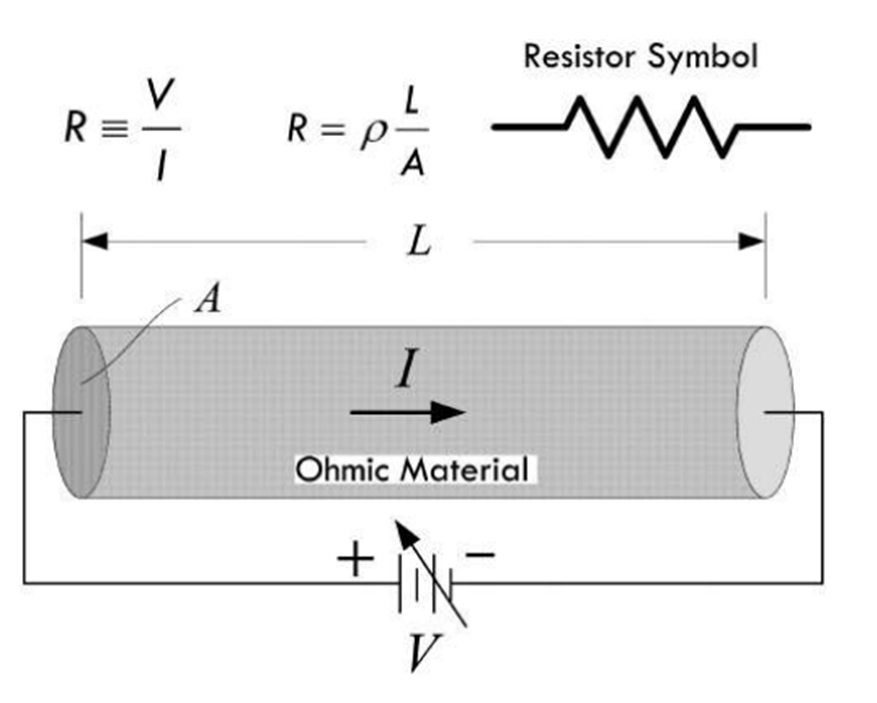 Resistor Symbol
R ≡ V/I
R = ρ L/A
L
A
I
Ohmic Material
+ −
V